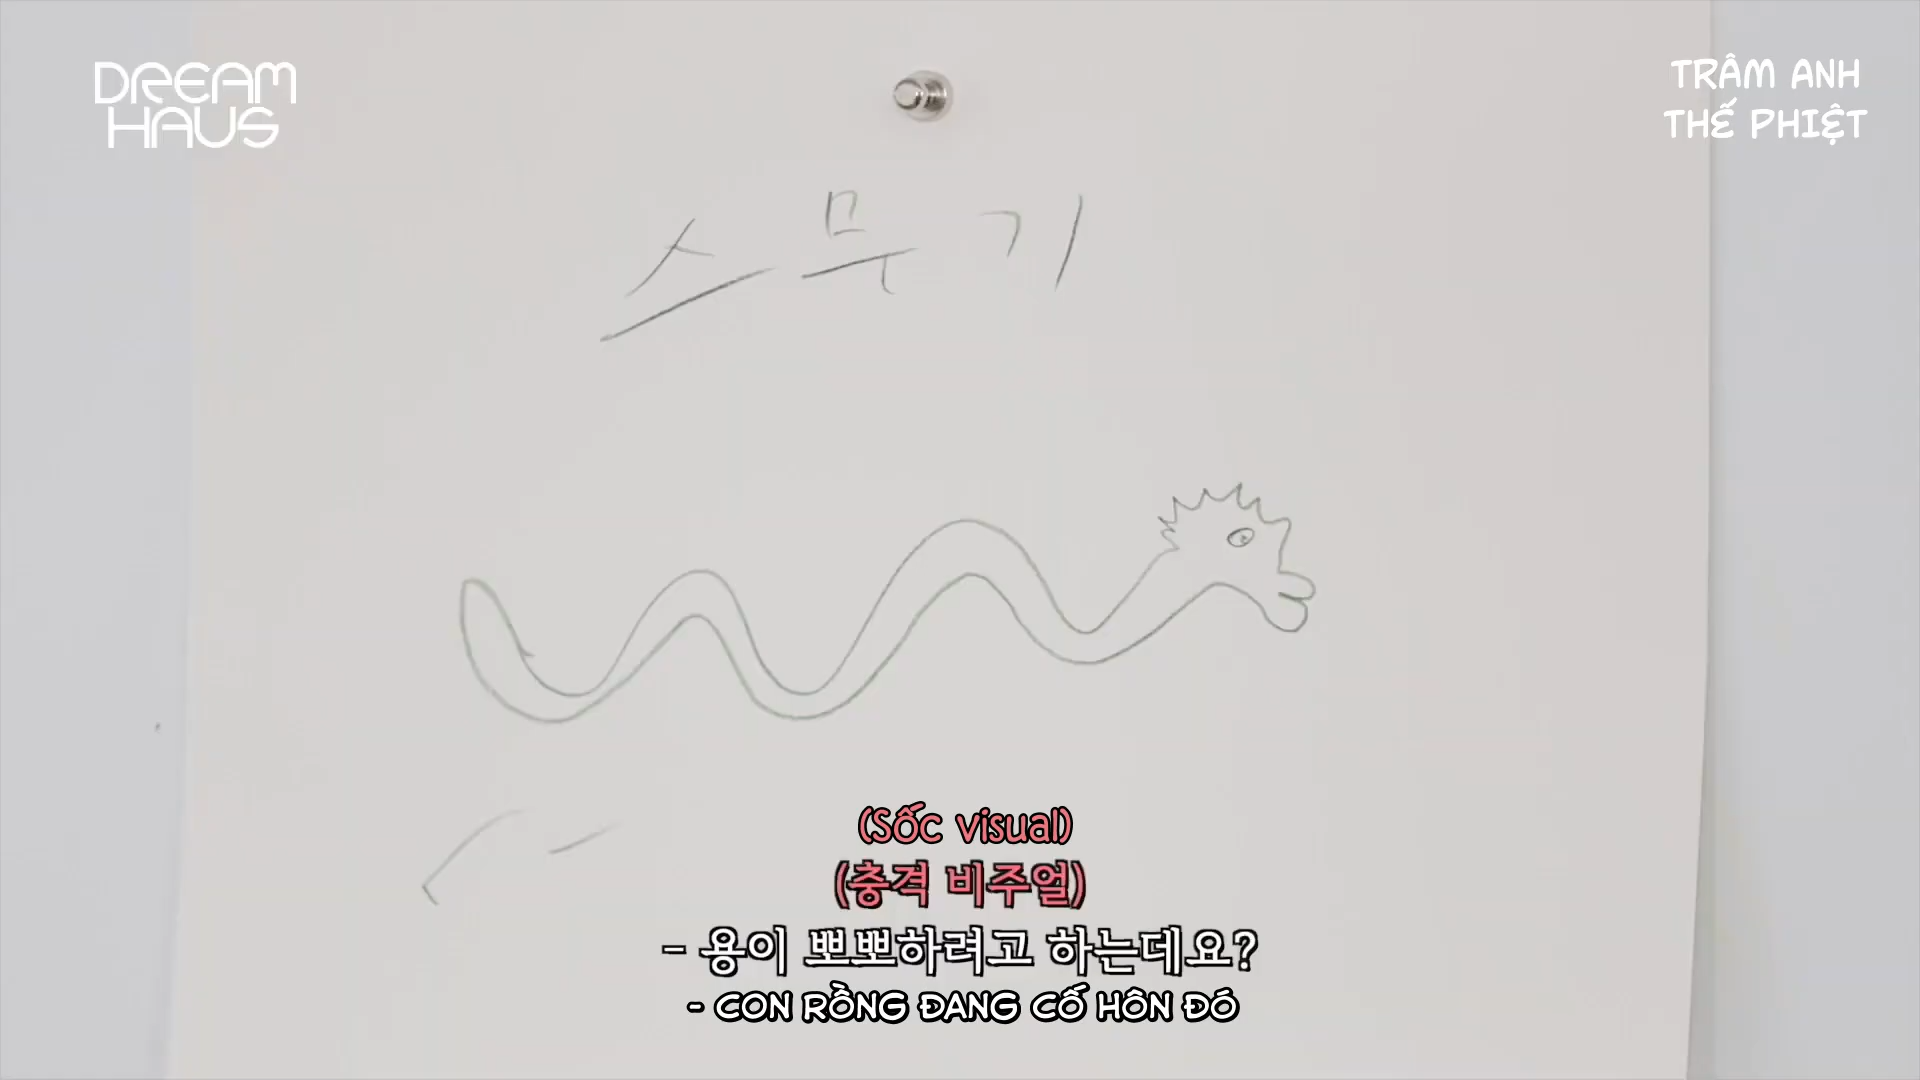 DREAM
HAUS
TRÂM ANH
THẾ PHIỆT
스무기
(Sốc visual)
(충격 비주얼)
- 용이 뽀뽀하려고 하는데요?
- CON RỒNG ĐANG CỐ HÔN ĐÓ